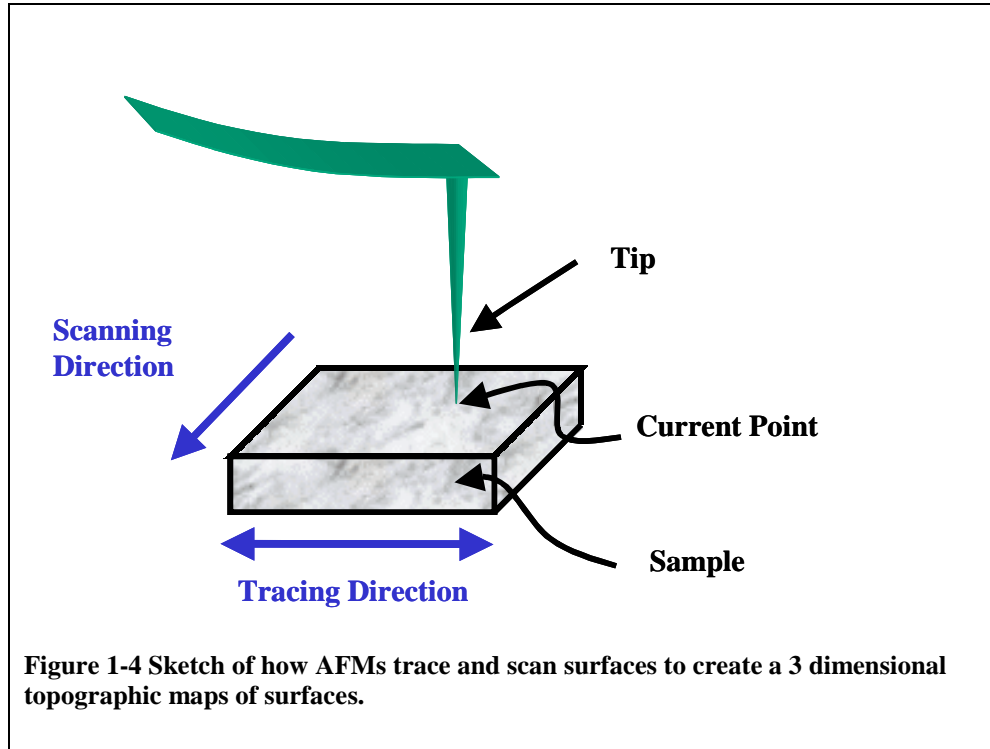 Tip
Scanning
Direction
Current Point
Sample
Tracing Direction
Figure 1-4 Sketch of how AFMs trace and scan surfaces to create a 3 dimensional
topographic maps of surfaces.